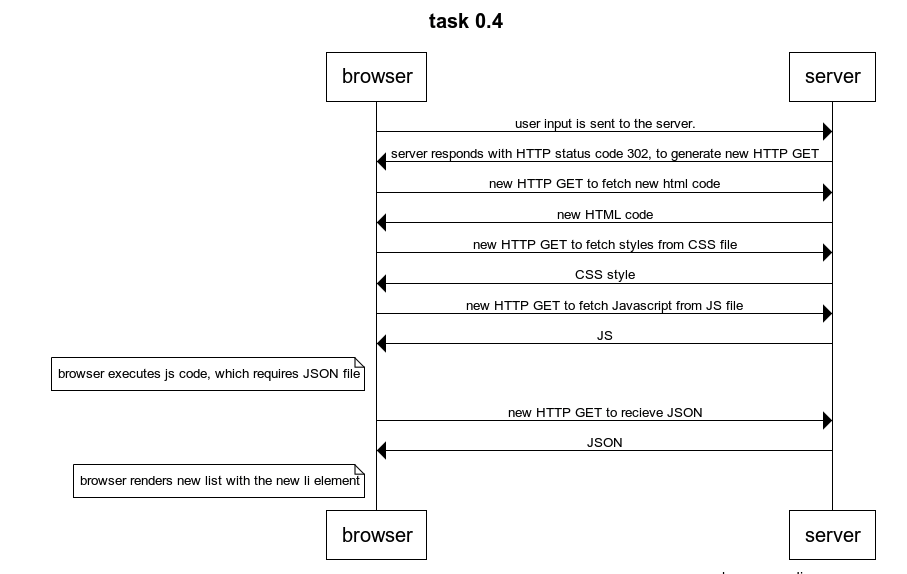 task 0.4
browser
server
user input is sent to the server.
server responds with HTTP status code 302, to generate new HTTP GET
new HTTP GET to fetch new html code
new HTML code
new HTTP GET to fetch styles from CSS file
CSS style
new HTTP GET to fetch Javascript from JS file
JS
browser executes js code, which requires JSON file
new HTTP GET to recieve JSON
JSON
browser renders new list with the new li element
browser
server